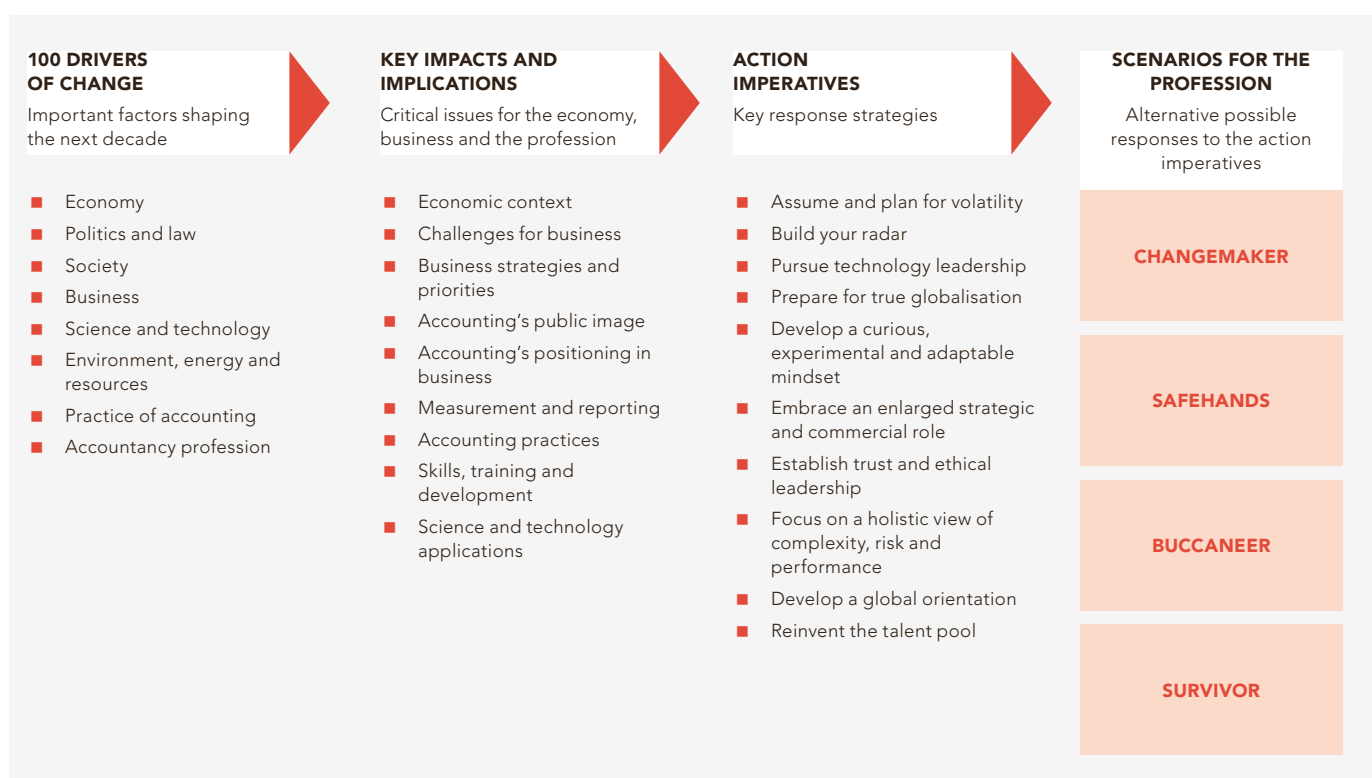 100 DRIVERS
OF CHANGE
Important factors shaping
the next decade
Economy
Politics and law
Society
Business
Science and technology
Environment, energy and
resources
Practice of accounting
Accountancy profession
KEY IMPACTS AND
IMPLICATIONS
Critical issues for the economy,
business and the profession
Economic context
Challenges for business
Business strategies and
priorities
Accounting’s public image
Accounting’s positioning in
business
Measurement and reporting
Accounting practices
Skills, training and
development
Science and technology
applications
ACTION
IMPERATIVES
Key response strategies
Assume and plan for volatility
Build your radar
Pursue technology leadership
Prepare for true globalisation
Develop a curious,
experimental and adaptable
mindset
Embrace an enlarged strategic
and commercial role
Establish trust and ethical
leadership
Focus on a holistic view of
complexity, risk and
performance
Develop a global orientation
Reinvent the talent pool
SCENARIOS FOR THE
PROFESSION
Alternative possible
responses to the action
imperatives
CHANGEMAKER
SAFEHANDS
BUCCANEER
SURVIVOR